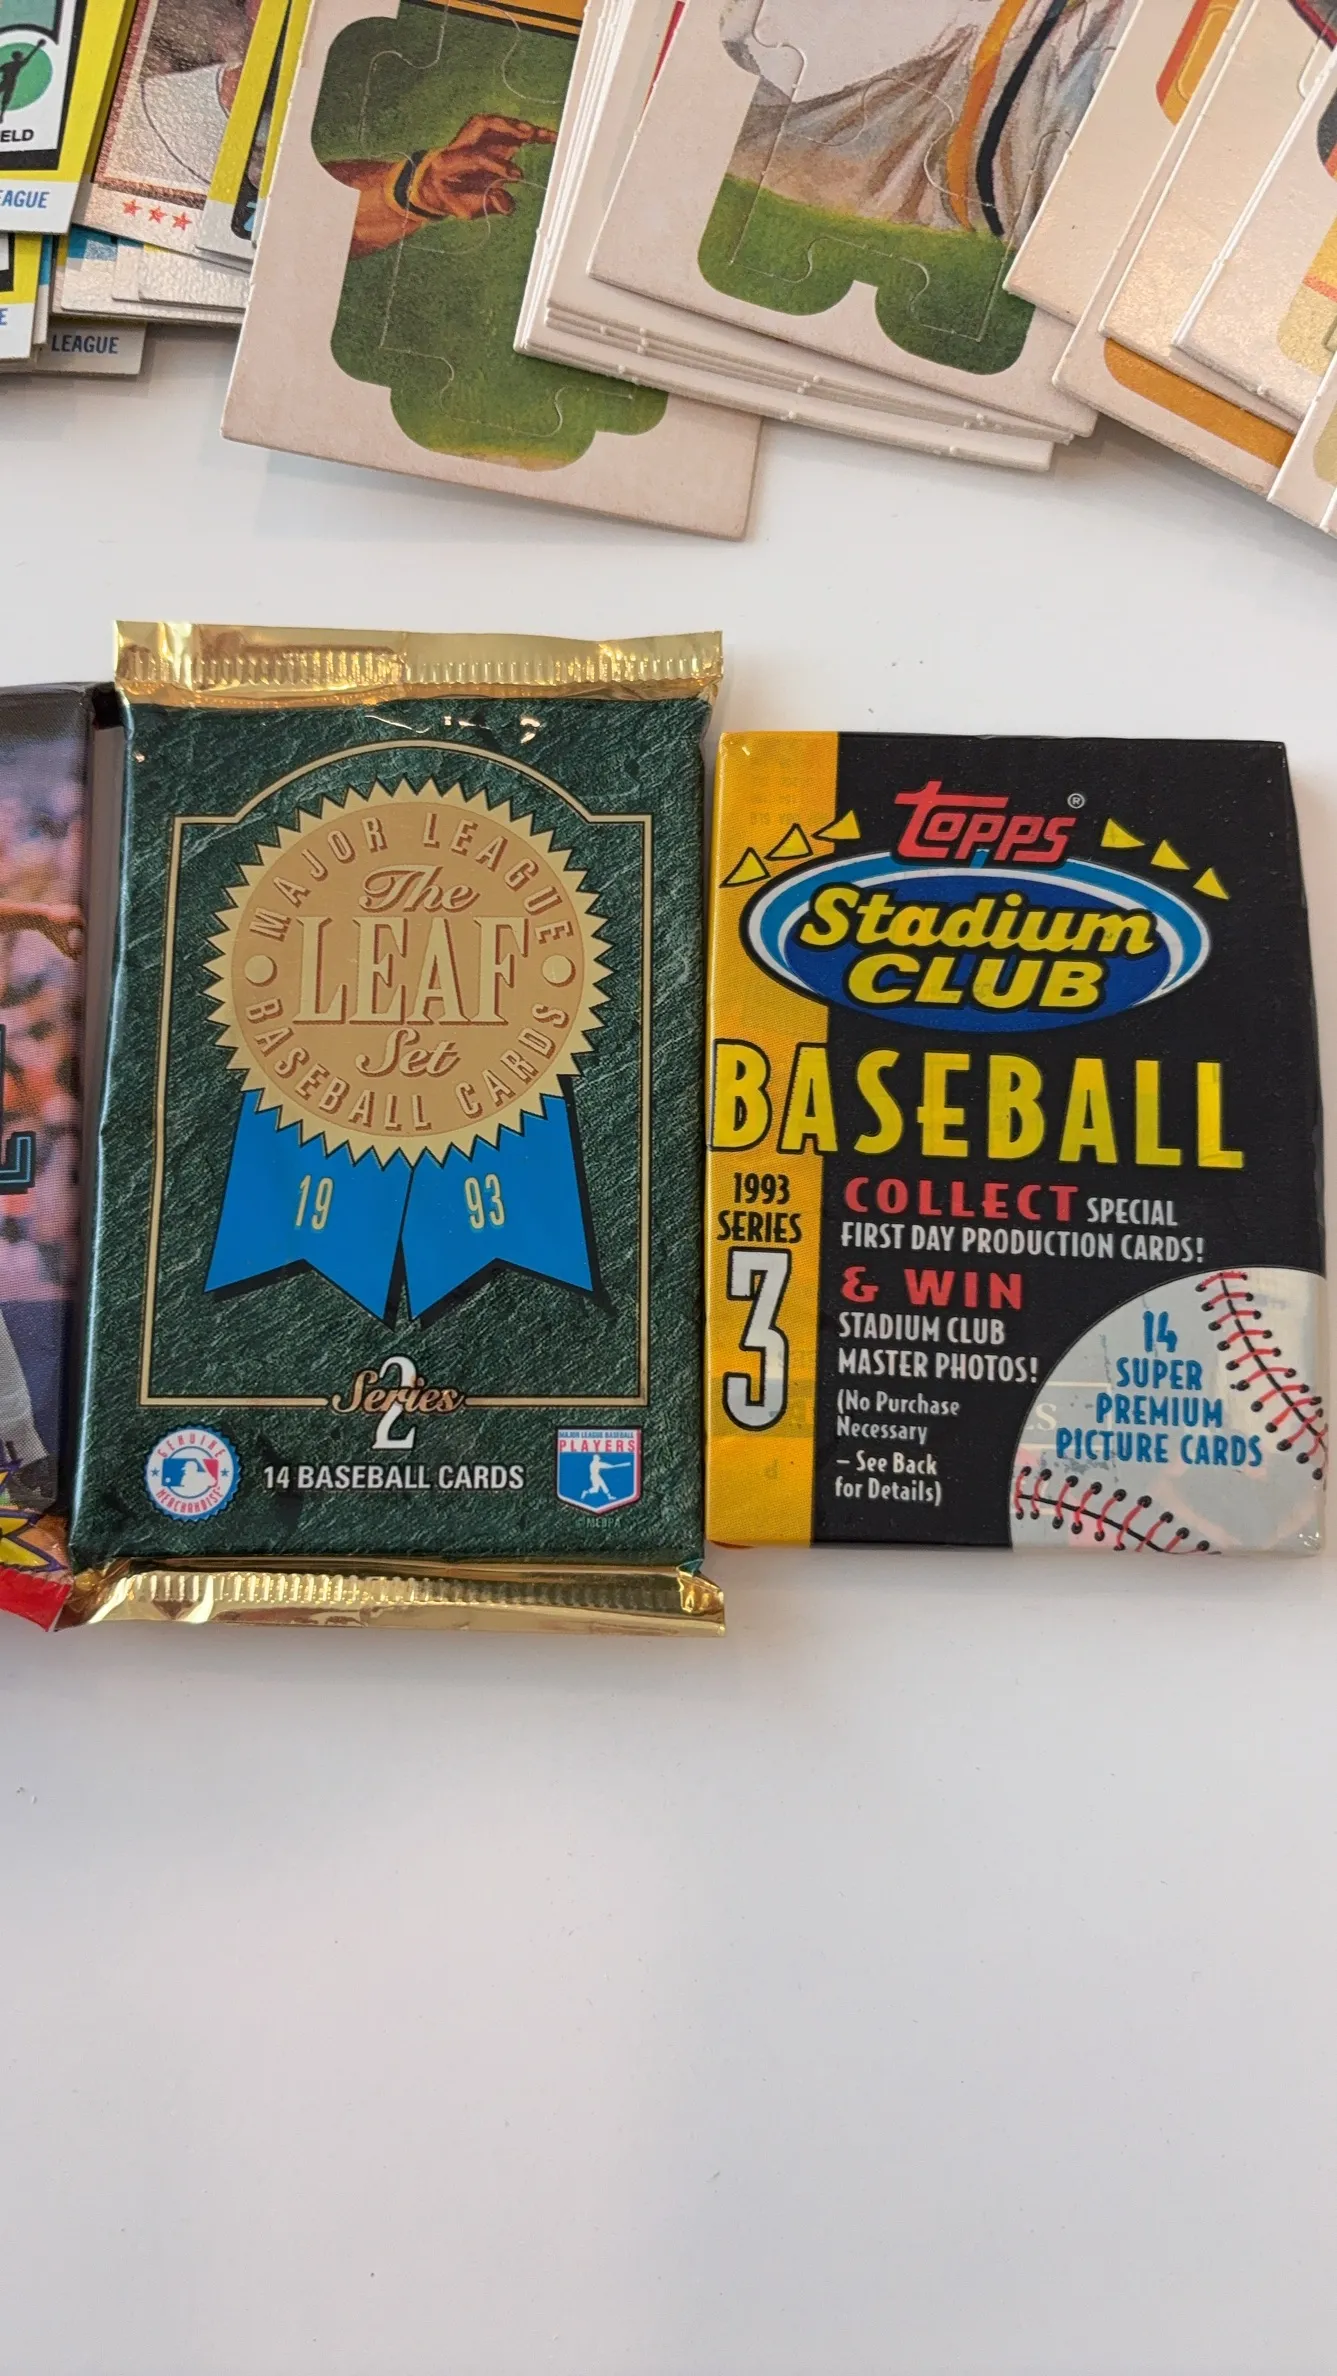 ELD
EAGUE
E
LEAGUE
MAJOR LEAGUE
The
LEAF
Set
BASEBALL CARDS
19 93
Series
2
GENUINE
MERCHANDISE
14 BASEBALL CARDS
MAJOR LEAGUE BASEBALL
PLAYERS
© MLBPA
TOPPS®
Stadium
CLUB
BASEBALL
1993
SERIES
3
COLLECT SPECIAL
FIRST DAY PRODUCTION CARDS!
& WIN
STADIUM CLUB
MASTER PHOTOS!
(No Purchase
Necessary
– See Back
for Details)
14
SUPER
PREMIUM
PICTURE CARDS